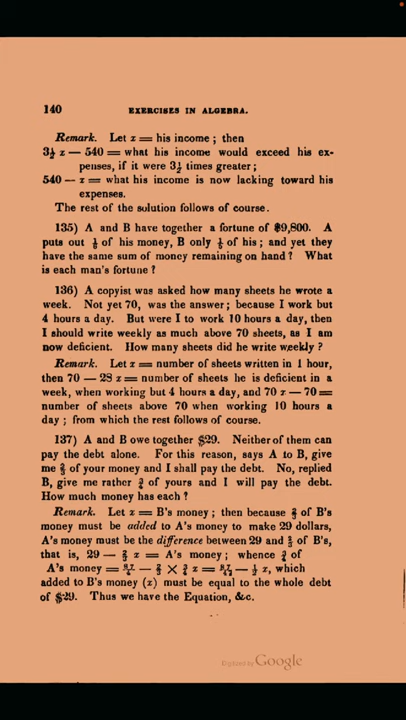 140 EXERCISES IN ALGEBRA.
Remark. Let x = his income; then
3½ x — 540 = what his income would exceed his ex-
penses, if it were 3½ times greater;
540 — x = what his income is now lacking toward his
expenses.
The rest of the solution follows of course.
135) A and B have together a fortune of $9,800. A
puts out ⅙ of his money, B only ⅕ of his; and yet they
have the same sum of money remaining on hand? What
is each man's fortune?
136) A copyist was asked how many sheets he wrote a
week. Not yet 70, was the answer; because I work but
4 hours a day. But were I to work 10 hours a day, then
I should write weekly as much above 70 sheets, as I am
now deficient. How many sheets did he write weekly?
Remark. Let x = number of sheets written in 1 hour,
then 70 — 28 x = number of sheets he is deficient in a
week, when working but 4 hours a day, and 70 x — 70 =
number of sheets above 70 when working 10 hours a
day; from which the rest follows of course.
137) A and B owe together $29. Neither of them can
pay the debt alone. For this reason, says A to B, give
me ⅔ of your money and I shall pay the debt. No, replied
B, give me rather ¾ of yours and I will pay the debt.
How much money has each?
Remark. Let x = B's money; then because ⅔ of B's
money must be added to A's money to make 29 dollars,
A's money must be the difference between 29 and ⅔ of B's,
that is, 29 — ⅔ x = A's money; whence ¾ of
A's money = 87/4 — ⅔ × ¾ x = 87/4 — ½ x, which
added to B's money (x) must be equal to the whole debt
of $29. Thus we have the Equation, &c.
Digitized by Google